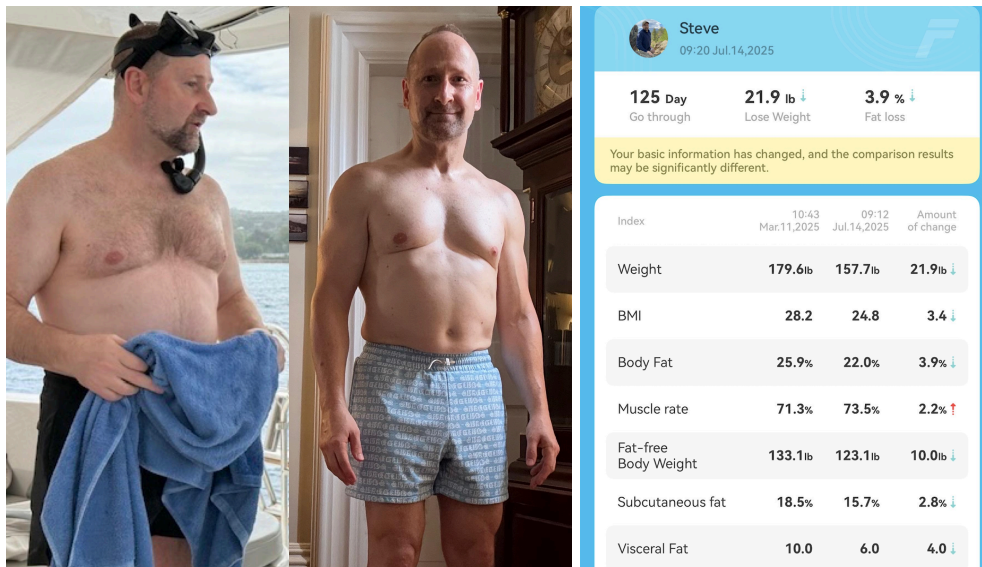 Steve
09:20 Jul.14,2025
125 Day
Go through
21.9 lb
Lose Weight
3.9 %
Fat loss
Your basic information has changed, and the comparison results
may be significantly different.
Index
10:43
Mar.11,2025
09:12
Jul.14,2025
Amount
of change
Weight 179.6lb 157.7lb 21.9lb
BMI 28.2 24.8 3.4
Body Fat 25.9% 22.0% 3.9%
Muscle rate 71.3% 73.5% 2.2%
Fat-free
Body Weight 133.1lb 123.1lb 10.0lb
Subcutaneous fat 18.5% 15.7% 2.8%
Visceral Fat 10.0 6.0 4.0